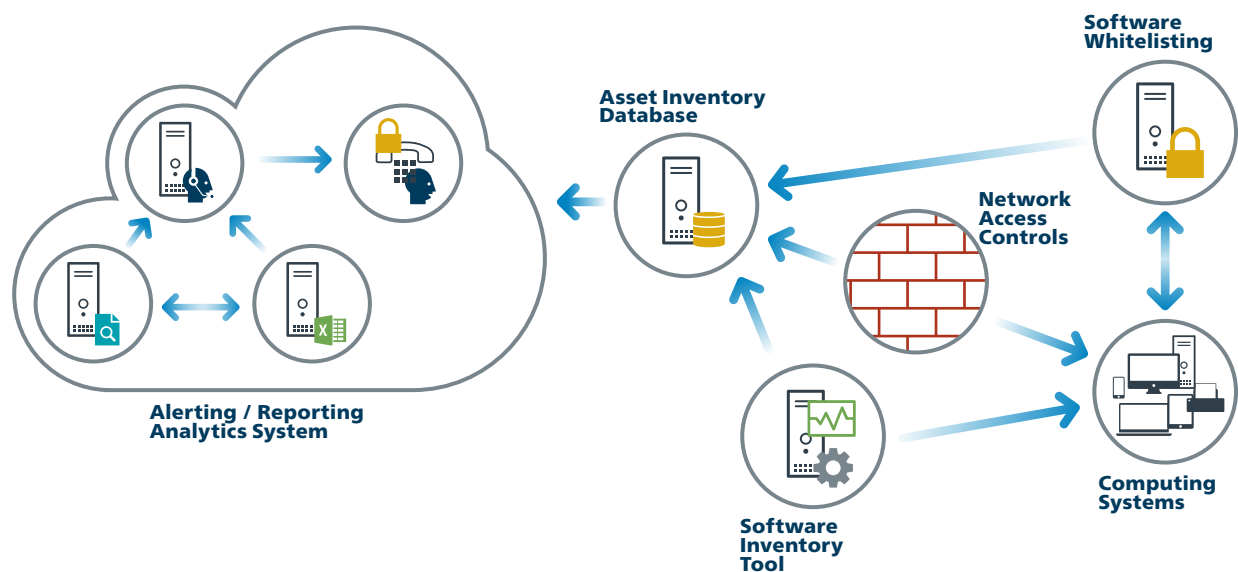 Software
Whitelisting
Asset Inventory
Database
Network
Access
Controls
X
Alerting / Reporting
Analytics System
Computing
Systems
Software
Inventory
Tool